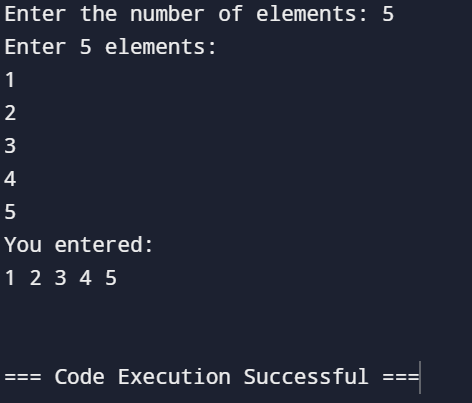 Enter the number of elements: 5
Enter 5 elements:
1
2
3
4
5
You entered:
1 2 3 4 5
=== Code Execution Successful ===